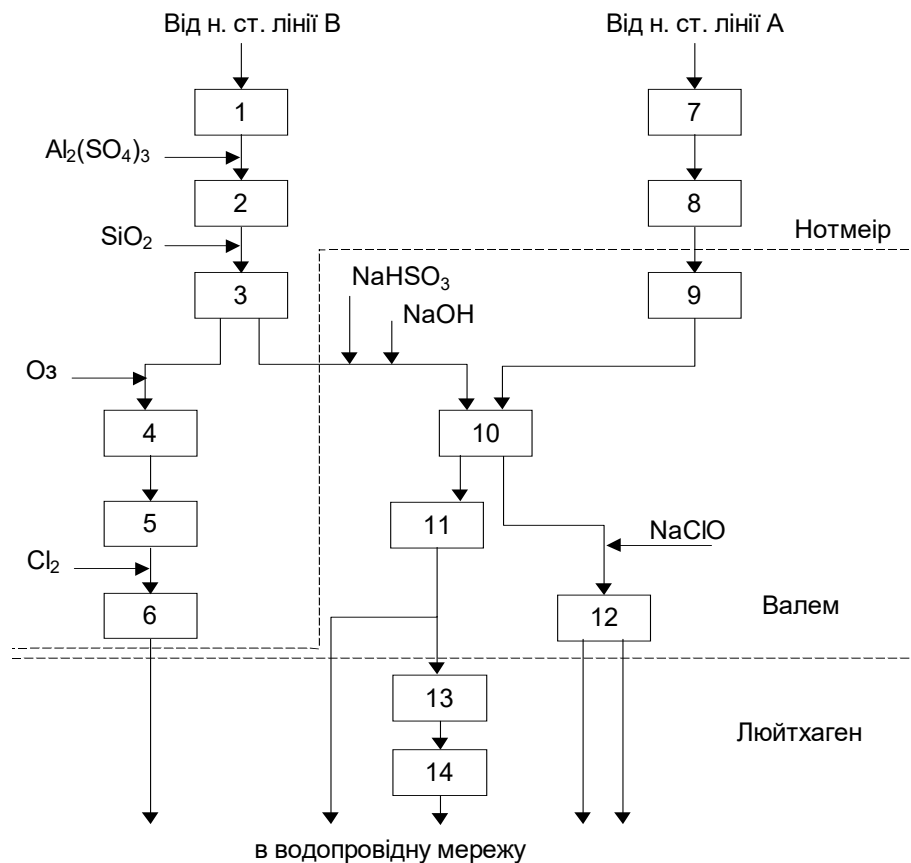 Від н. ст. лінії В
Від н. ст. лінії А
1
7
Al2(SO4)3
2
8
SiO2
Нотмеір
3
NaHSO3
9
NaOH
Оз
4
10
5
11
NaClO
Cl2
6
12
Валем
13
Люйтхаген
14
в водопровідну мережу